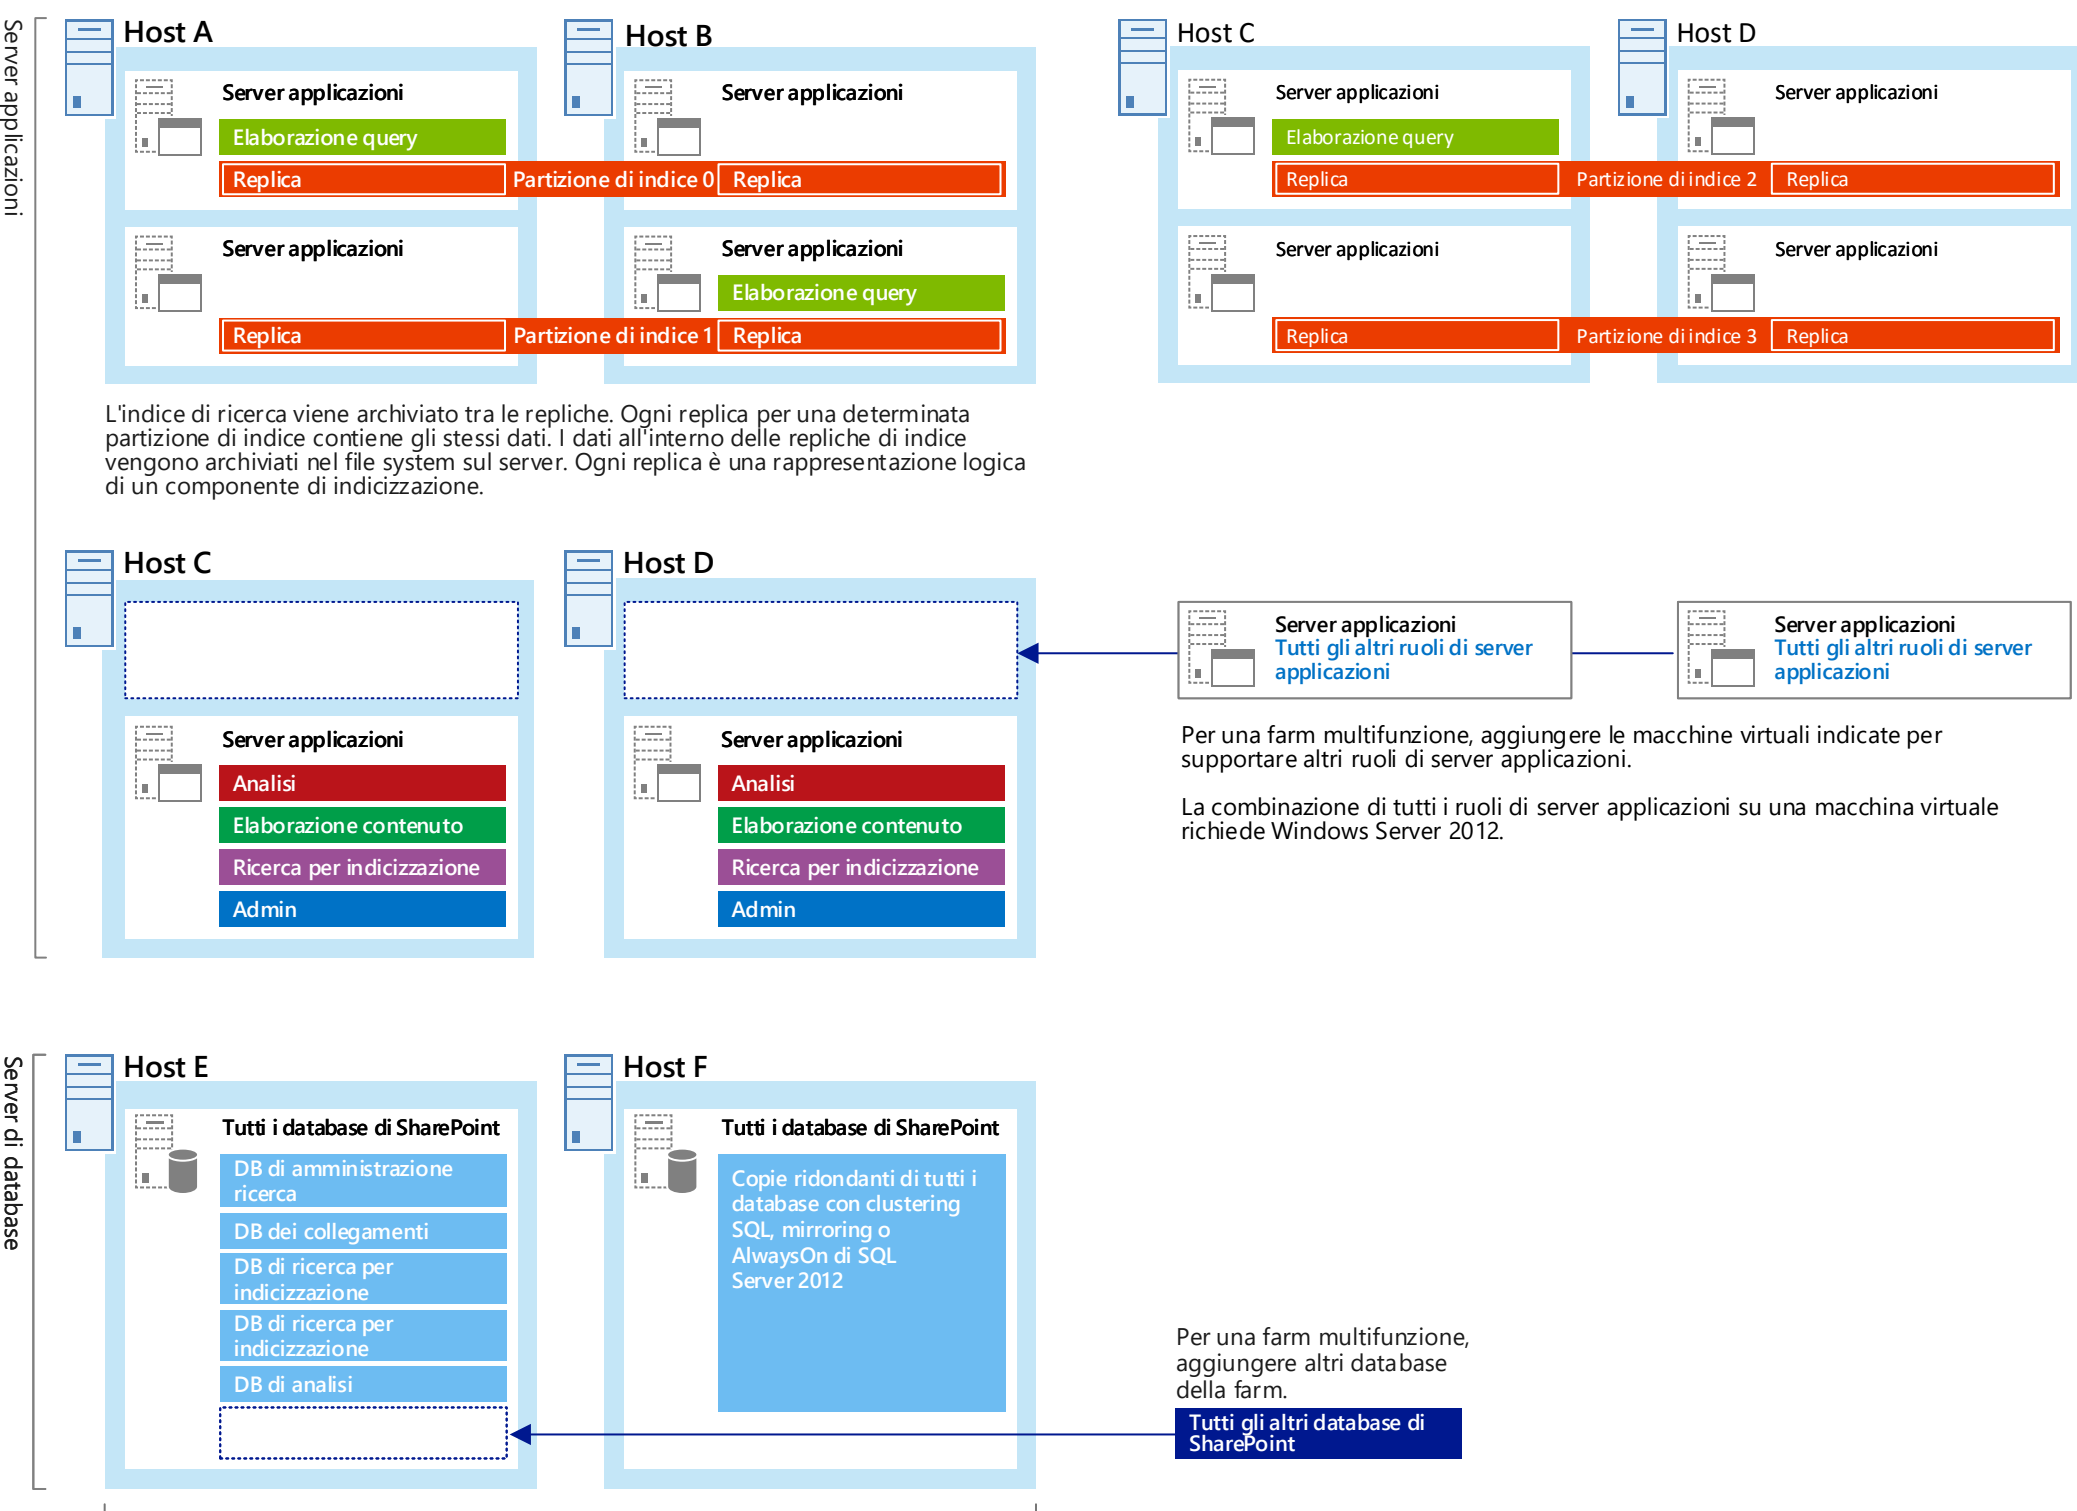 Server applicazioni
Host A
Server applicazioni
Elaborazione query
Replica
Partizione di indice 0
Server applicazioni
Replica
Partizione di indice 1
Host B
Server applicazioni
Replica
Server applicazioni
Elaborazione query
Replica
Host C
Server applicazioni
Elaborazione query
Replica
Partizione di indice 2
Server applicazioni
Replica
Partizione di indice 3
Host D
Server applicazioni
Replica
Server applicazioni
Replica
L'indice di ricerca viene archiviato tra le repliche. Ogni replica per una determinata
partizione di indice contiene gli stessi dati. I dati all'interno delle repliche di indice
vengono archiviati nel file system sul server. Ogni replica è una rappresentazione logica
di un componente di indicizzazione.
Host C
Server applicazioni
Analisi
Elaborazione contenuto
Ricerca per indicizzazione
Admin
Host D
Server applicazioni
Analisi
Elaborazione contenuto
Ricerca per indicizzazione
Admin
Server applicazioni
Tutti gli altri ruoli di server
applicazioni
Server applicazioni
Tutti gli altri ruoli di server
applicazioni
Per una farm multifunzione, aggiungere le macchine virtuali indicate per
supportare altri ruoli di server applicazioni.
La combinazione di tutti i ruoli di server applicazioni su una macchina virtuale
richiede Windows Server 2012.
Server di database
Host E
Tutti i database di SharePoint
DB di amministrazione
ricerca
DB dei collegamenti
DB di ricerca per
indicizzazione
DB di ricerca per
indicizzazione
DB di analisi
Host F
Tutti i database di SharePoint
Copie ridondanti di tutti i
database con clustering
SQL, mirroring o
AlwaysOn di SQL
Server 2012
Per una farm multifunzione,
aggiungere altri database
della farm.
Tutti gli altri database di
SharePoint